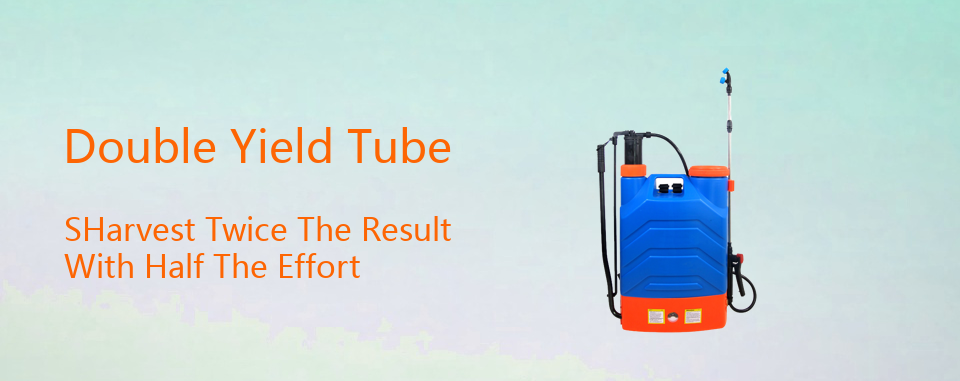 Double Yield Tube
SHarvest Twice The Result
With Half The Effort